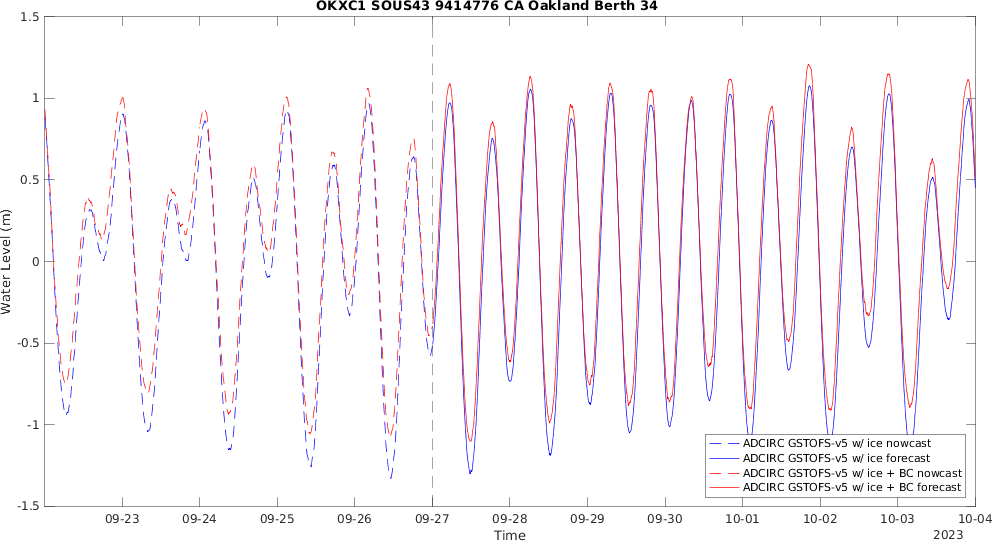 OKXC1 SOUS43 9414776 CA Oakland Berth 34
1.5
1
0.5
0
-0.5
-1
-1.5
Water Level (m)
ADCIRC GSTOFS-v5 w/ ice nowcast
ADCIRC GSTOFS-v5 w/ ice forecast
ADCIRC GSTOFS-v5 w/ ice + BC nowcast
ADCIRC GSTOFS-v5 w/ ice + BC forecast
09-23 09-24 09-25 09-26 09-27 09-28 09-29 09-30 10-01 10-02 10-03 10-04
Time
2023